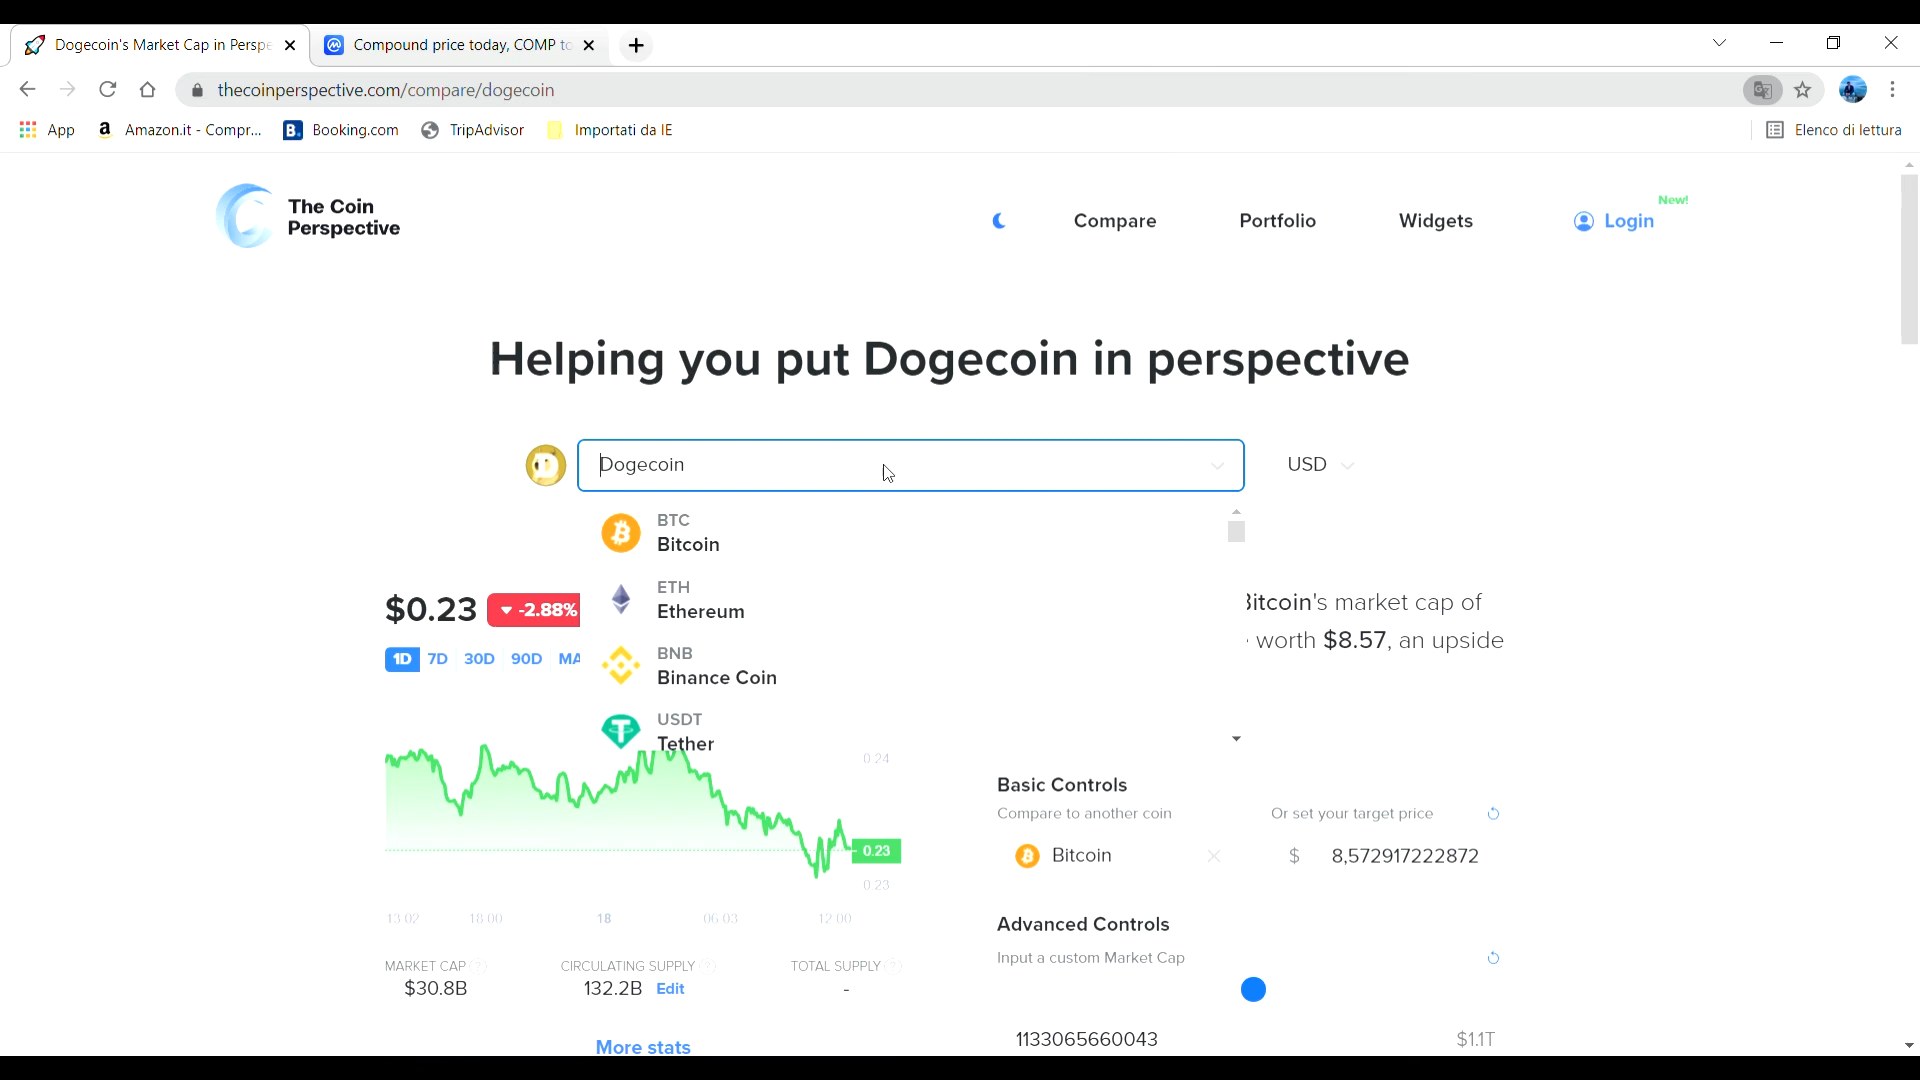 Dogecoin's Market Cap in Perspe
Compound price today, COMP to
thecoinperspective.com/compare/dogecoin
App
Amazon.it - Compr...
Booking.com
TripAdvisor
Importati da IE
Elenco di lettura
The Coin
Perspective
Compare
Portfolio
Widgets
Login
New!
Helping you put Dogecoin in perspective
Dogecoin
USD
BTC
Bitcoin
ETH
Ethereum
BNB
Binance Coin
USDT
Tether
$0.23
-2.88%
1D 7D 30D 90D MA
Bitcoin's market cap of
worth $8.57, an upside
0.24
0.23
0.23
13:02 18:00 18 06:03 12:00
MARKET CAP ?
$30.8B
CIRCULATING SUPPLY ?
132.2B Edit
TOTAL SUPPLY ?
-
More stats
Basic Controls
Compare to another coin
Or set your target price
Bitcoin
$ 8,572917222872
Advanced Controls
Input a custom Market Cap
1133065660043
$1.1T